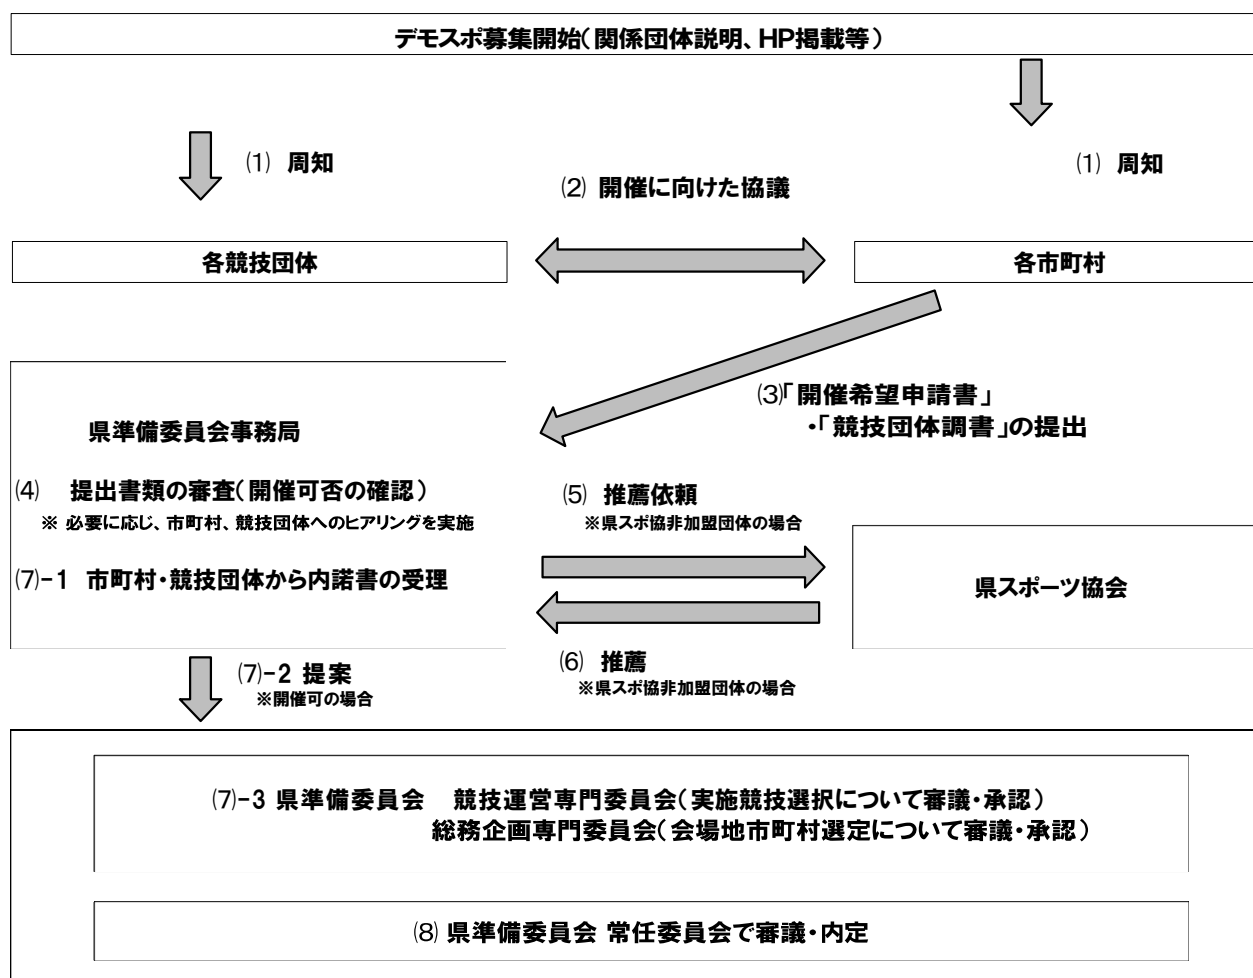 デモスポ募集開始(関係団体説明、HP掲載等)
⑴ 周知
⑴ 周知
⑵ 開催に向けた協議
各競技団体
各市町村
⑶「開催希望申請書」
・「競技団体調書」の提出
県準備委員会事務局
⑷ 提出書類の審査(開催可否の確認)
※ 必要に応じ、市町村、競技団体へのヒアリングを実施
⑸ 推薦依頼
※県スポ協非加盟団体の場合
⑺-1 市町村・競技団体から内諾書の受理
県スポーツ協会
⑹ 推薦
※県スポ協非加盟団体の場合
⑺-2 提案
※開催可の場合
⑺-3 県準備委員会 競技運営専門委員会(実施競技選択について審議・承認)
総務企画専門委員会(会場地市町村選定について審議・承認)
⑻ 県準備委員会 常任委員会で審議・内定